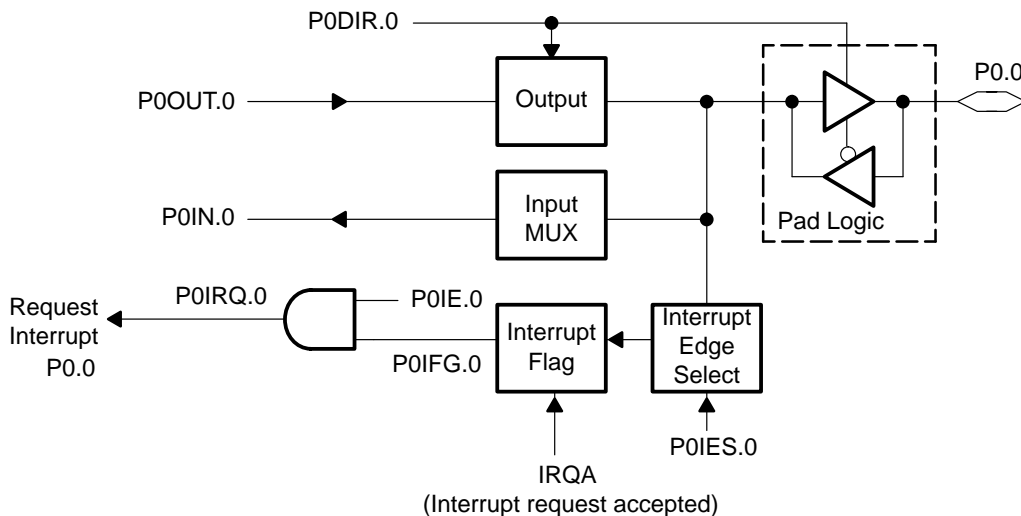 P0DIR.0
P0.0
P0OUT.0
Output
P0IN.0
Input
MUX
Pad Logic
Request
Interrupt
P0.0
P0IRQ.0
P0IE.0
P0IFG.0
Interrupt
Flag
Interrupt
Edge
Select
P0IES.0
IRQA
(Interrupt request accepted)